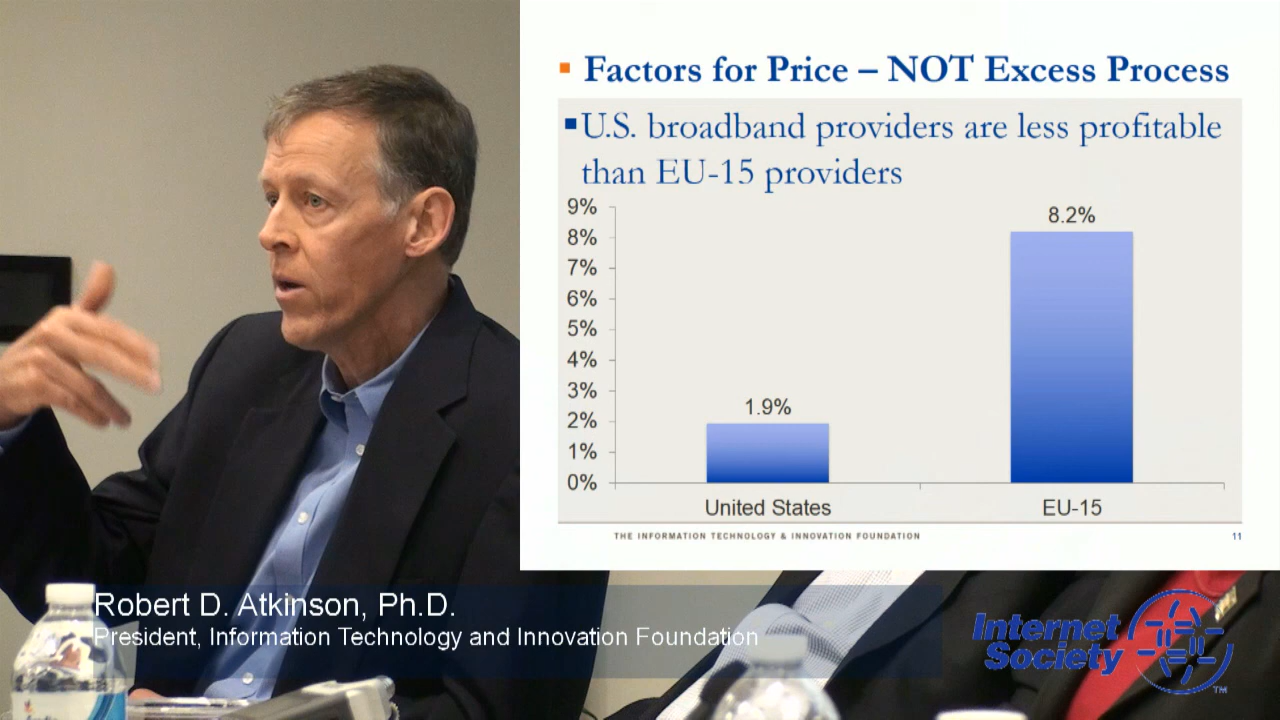 Factors for Price – NOT Excess Process
U.S. broadband providers are less profitable
than EU-15 providers
9%
8%
7%
6%
5%
4%
3%
2%
1%
0%
1.9%
8.2%
United States
EU-15
THE INFORMATION TECHNOLOGY & INNOVATION FOUNDATION
11
Robert D. Atkinson, Ph.D.
President, Information Technology and Innovation Foundation
Internet
Society
TM